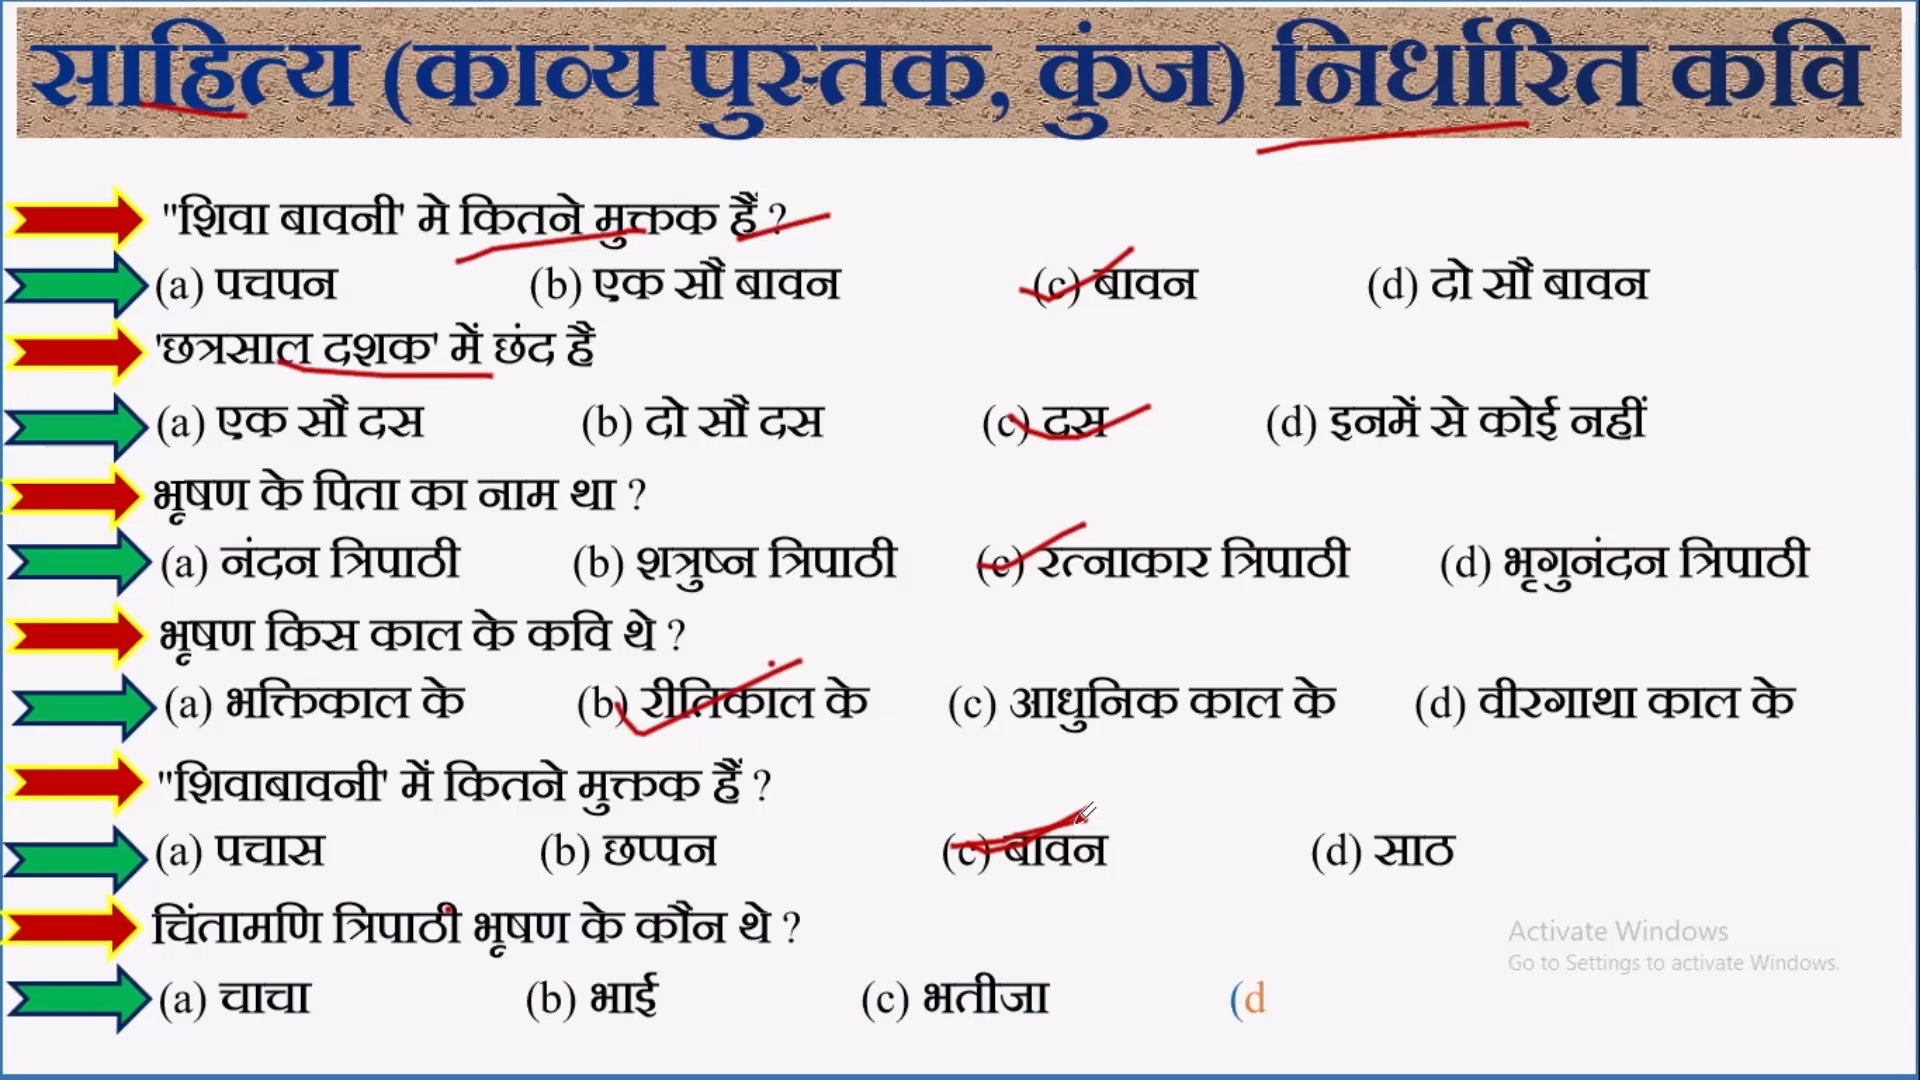 साहित्य (काव्य पुस्तक, कुंज) निर्धारित कवि
"शिवा बावनी' मे कितने मुक्तक हैं ?
(a) पचपन (b) एक सौ बावन (c) बावन (d) दो सौ बावन
'छत्रसाल दशक' में छंद है
(a) एक सौ दस (b) दो सौ दस (c) दस (d) इनमें से कोई नहीं
भूषण के पिता का नाम था ?
(a) नंदन त्रिपाठी (b) शत्रुष्न त्रिपाठी (c) रत्नाकार त्रिपाठी (d) भृगुनंदन त्रिपाठी
भूषण किस काल के कवि थे ?
(a) भक्तिकाल के (b) रीतिकाल के (c) आधुनिक काल के (d) वीरगाथा काल के
"शिवाबावनी' में कितने मुक्तक हैं ?
(a) पचास (b) छप्पन (c) बावन (d) साठ
चिंतामणि त्रिपाठी भूषण के कौन थे ?
(a) चाचा (b) भाई (c) भतीजा (d
Activate Windows
Go to Settings to activate Windows.